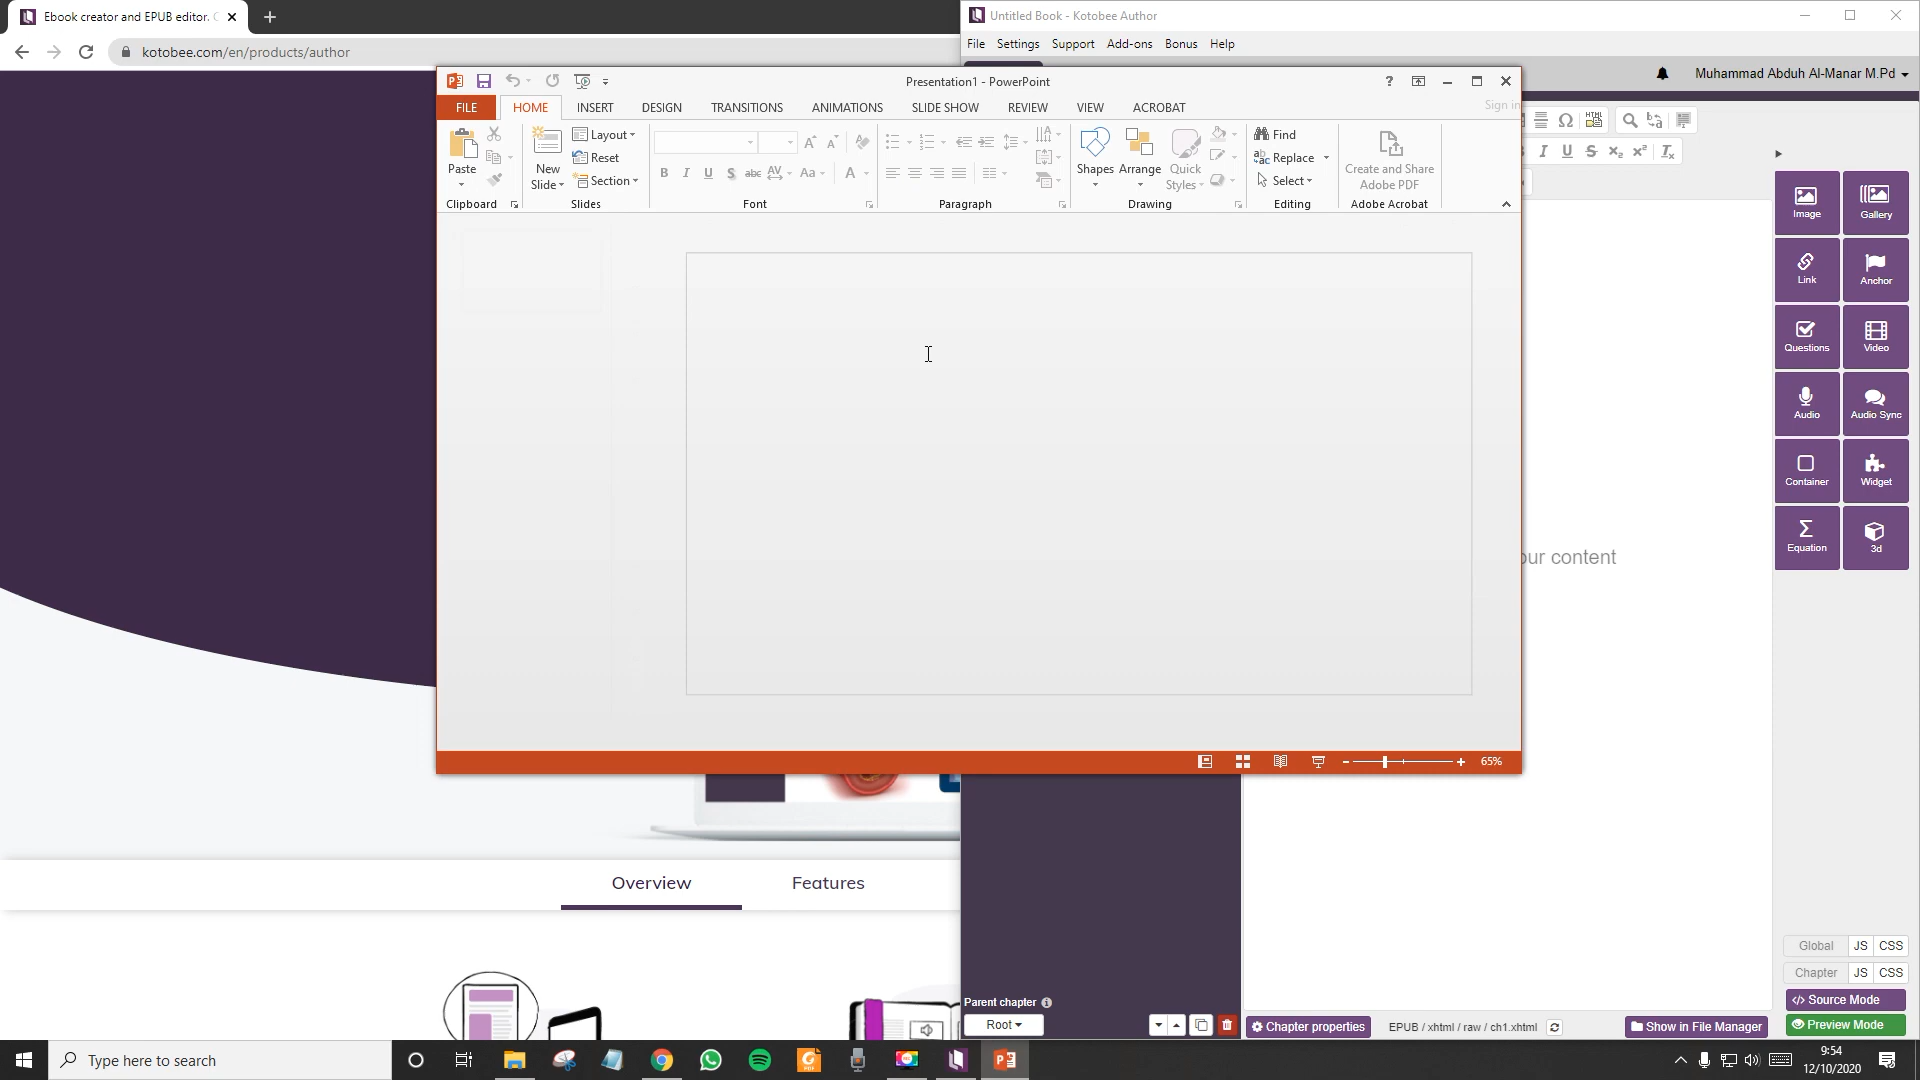 Ebook creator and EPUB editor.
kotobee.com/en/products/author
Untitled Book - Kotobee Author
File Settings Support Add-ons Bonus Help
Muhammad Abduh Al-Manar M.Pd
Presentation1 - PowerPoint
FILE HOME INSERT DESIGN TRANSITIONS ANIMATIONS SLIDE SHOW REVIEW VIEW ACROBAT
Sign in
Paste
New
Slide
Layout
Reset
Section
B I U S abc AV Aa A
Shapes Arrange Quick
Styles
Find
Replace
Select
Create and Share
Adobe PDF
Clipboard Slides Font Paragraph Drawing Editing Adobe Acrobat
Image Gallery
Link Anchor
Questions Video
Audio Audio Sync
Container Widget
Equation 3d
our content
65%
Overview Features
Global JS CSS
Chapter JS CSS
Source Mode
Preview Mode
Parent chapter
Root
Chapter properties
EPUB / xhtml / raw / ch1.xhtml
Show in File Manager
Type here to search
9:54
12/10/2020